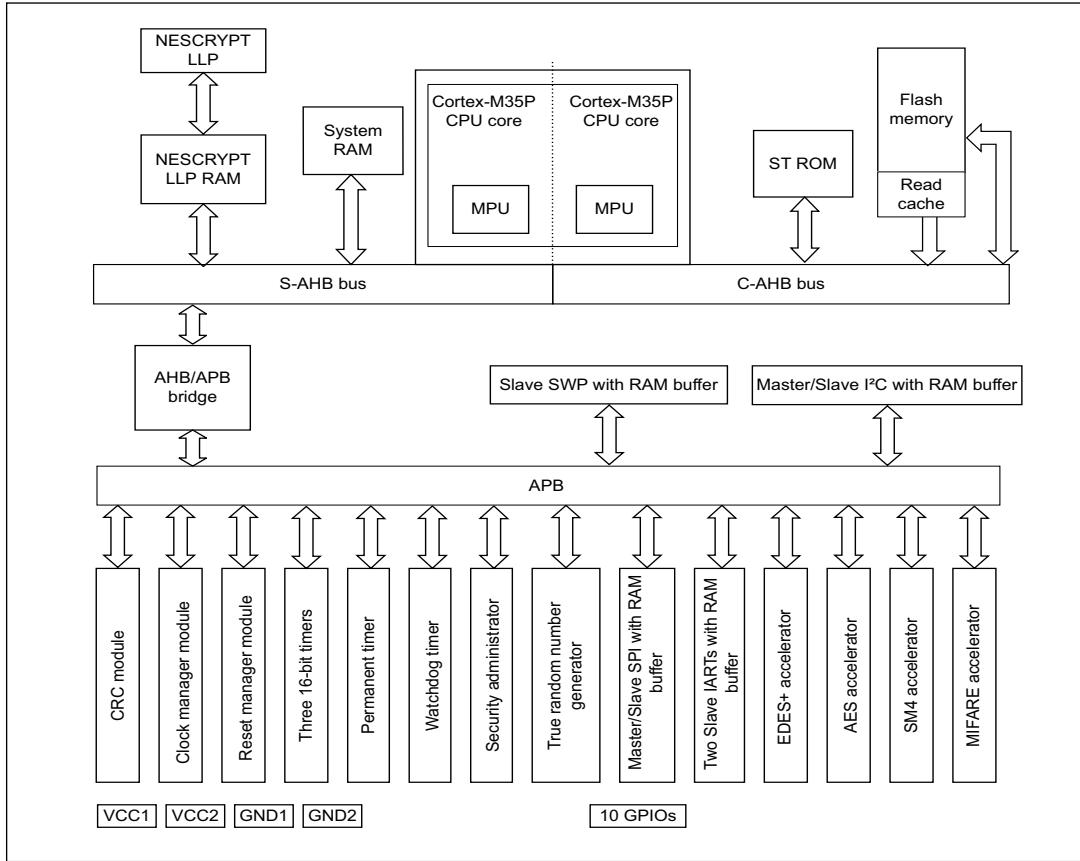 NESCRYPT
LLP
NESCRYPT
LLP RAM
System
RAM
Cortex-M35P
CPU core
MPU
Cortex-M35P
CPU core
MPU
ST ROM
Flash
memory
Read
cache
S-AHB bus
C-AHB bus
AHB/APB
bridge
Slave SWP with RAM buffer
Master/Slave I²C with RAM buffer
APB
CRC module
Clock manager module
Reset manager module
Three 16-bit timers
Permanent timer
Watchdog timer
Security administrator
True random number
generator
Master/Slave SPI with RAM
buffer
Two Slave IARTs with RAM
buffer
EDES+ accelerator
AES accelerator
SM4 accelerator
MIFARE accelerator
VCC1
VCC2
GND1
GND2
10 GPIOs